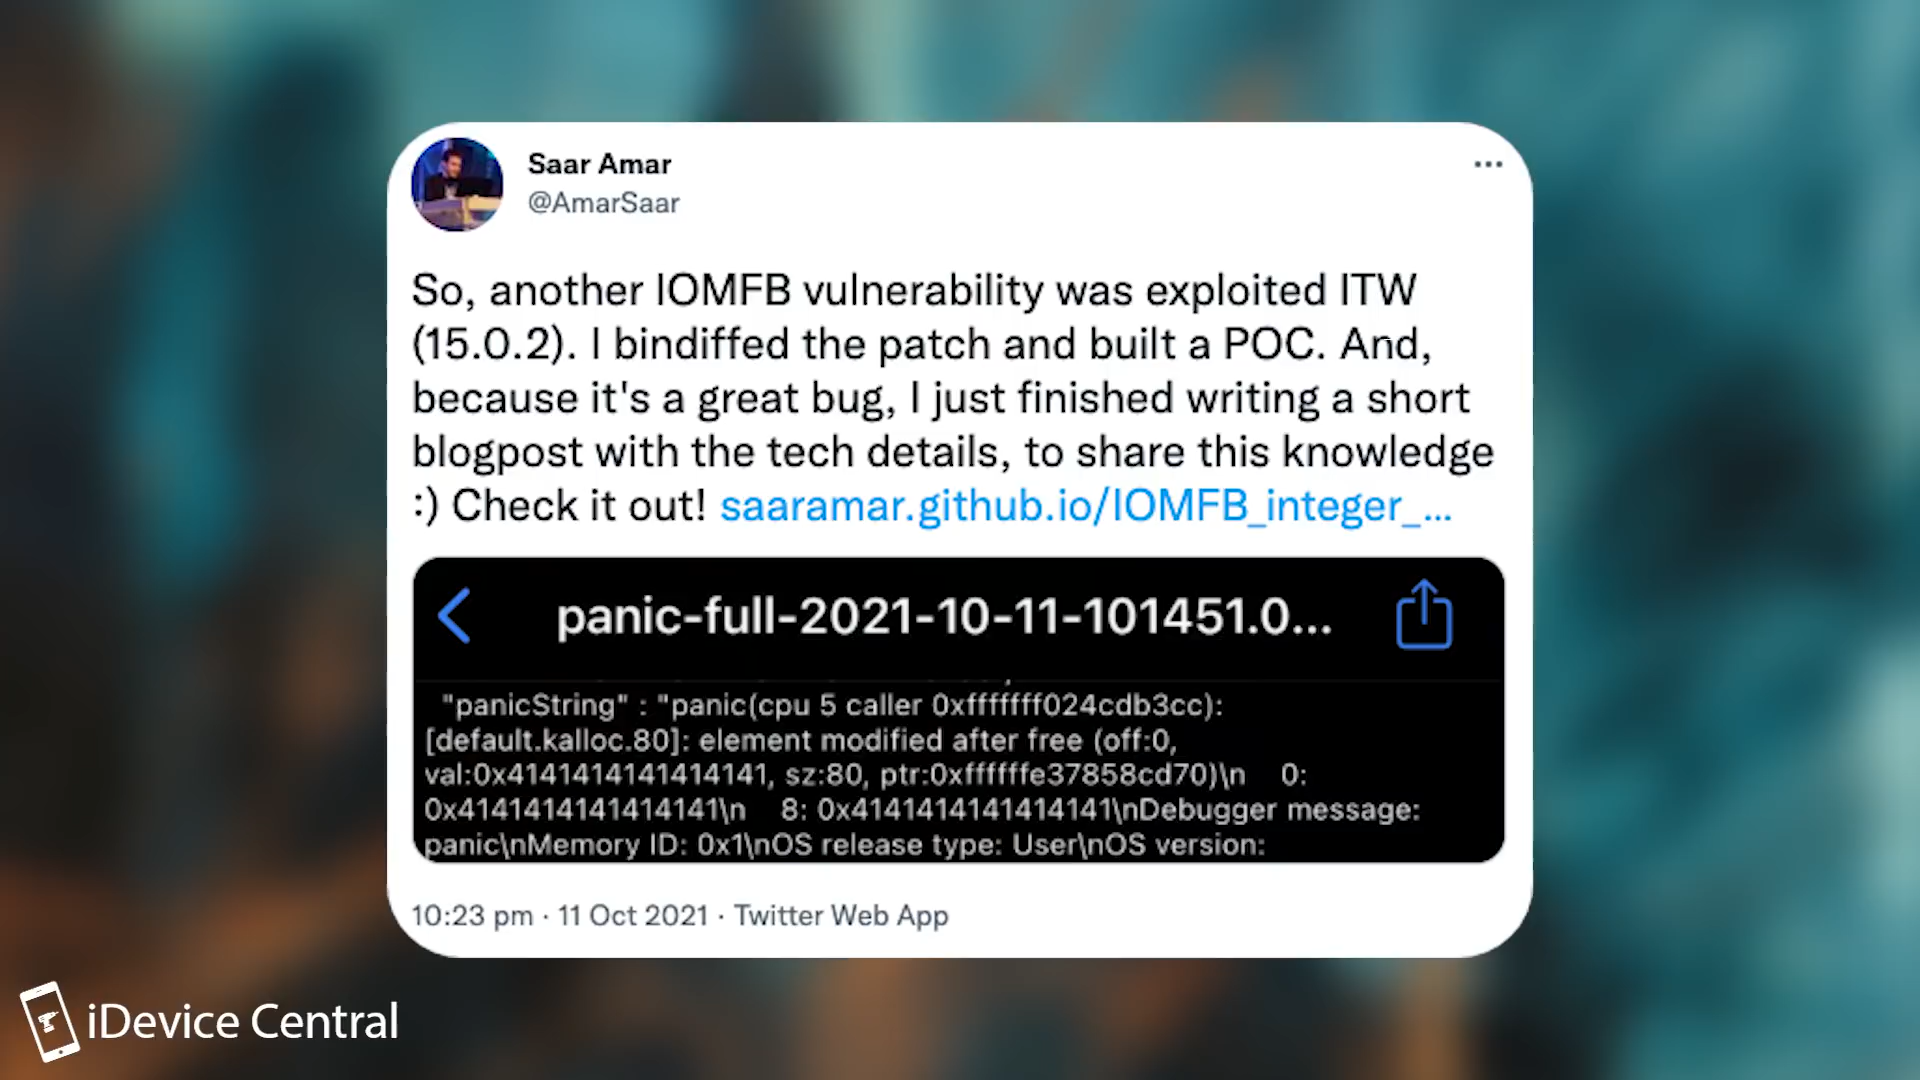 Saar Amar
@AmarSaar
So, another IOMFB vulnerability was exploited ITW
(15.0.2). I bindiffed the patch and built a POC. And,
because it's a great bug, I just finished writing a short
blogpost with the tech details, to share this knowledge
:) Check it out! saaramar.github.io/IOMFB_integer_...
panic-full-2021-10-11-101451.0...
"panicString" : "panic(cpu 5 caller 0xfffffff024cdb3cc):
[default.kalloc.80]: element modified after free (off:0,
val:0x4141414141414141, sz:80, ptr:0xffffffe37858cd70)\n 0:
0x4141414141414141\n 8: 0x4141414141414141\nDebugger message:
panic\nMemory ID: 0x1\nOS release type: User\nOS version:
10:23 pm · 11 Oct 2021 · Twitter Web App
iDevice Central